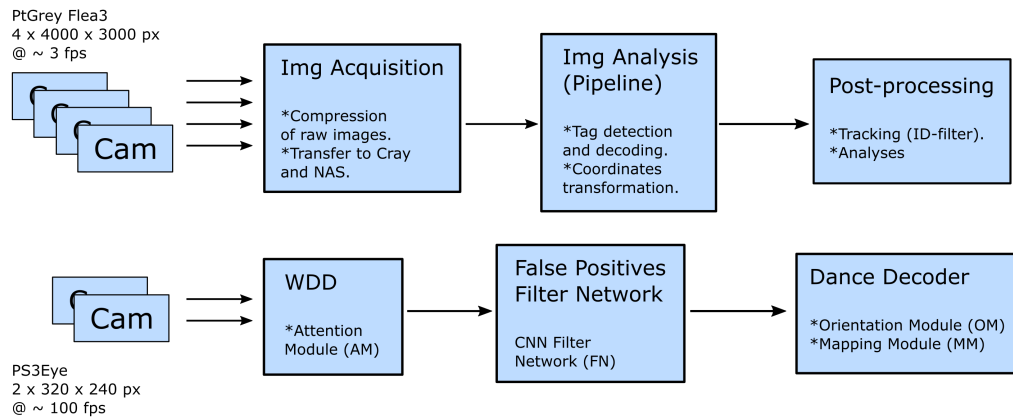 PtGrey Flea3
4 x 4000 x 3000 px
@ ~ 3 fps
Cam
Img Acquisition
*Compression
of raw images.
*Transfer to Cray
and NAS.
Img Analysis
(Pipeline)
*Tag detection
and decoding.
*Coordinates
transformation.
Post-processing
*Tracking (ID-filter).
*Analyses
Cam
PS3Eye
2 x 320 x 240 px
@ ~ 100 fps
WDD
*Attention
Module (AM)
False Positives
Filter Network
CNN Filter
Network (FN)
Dance Decoder
*Orientation Module (OM)
*Mapping Module (MM)